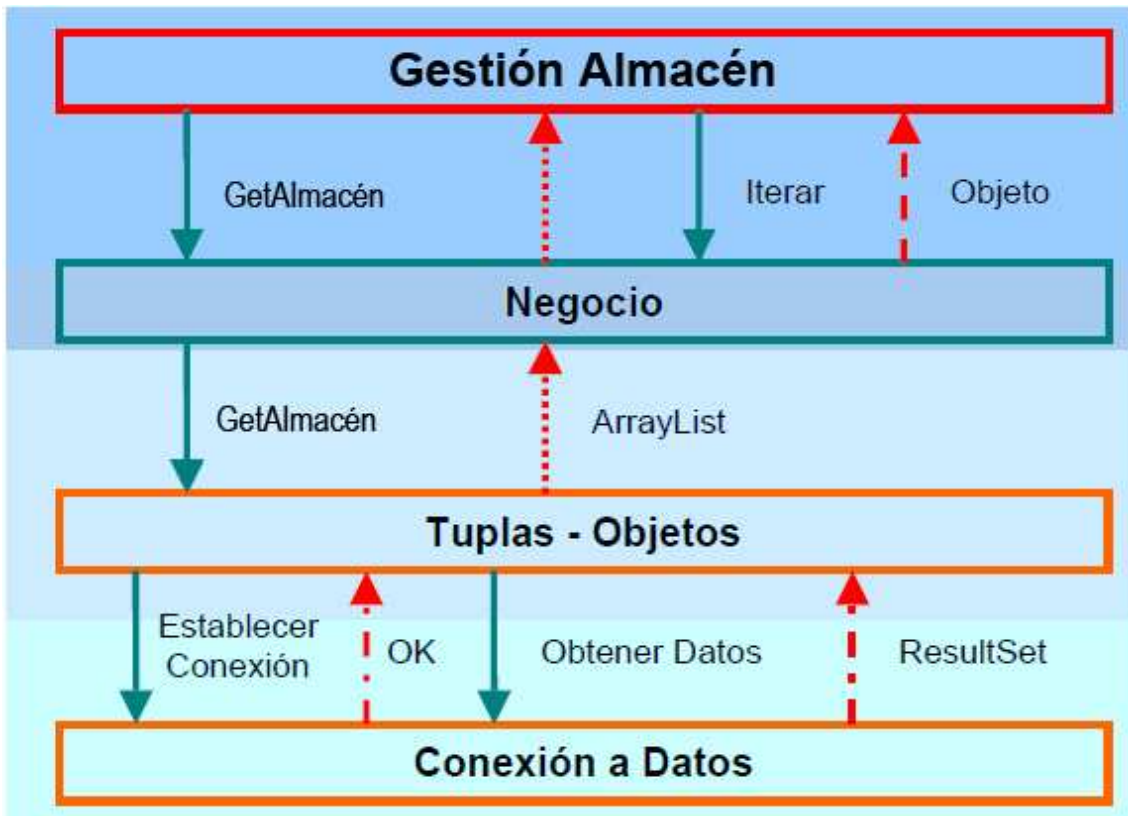 Gestión Almacén
GetAlmacén
Iterar
Objeto
Negocio
GetAlmacén
ArrayList
Tuplas - Objetos
Establecer
Conexión
OK
Obtener Datos
ResultSet
Conexión a Datos